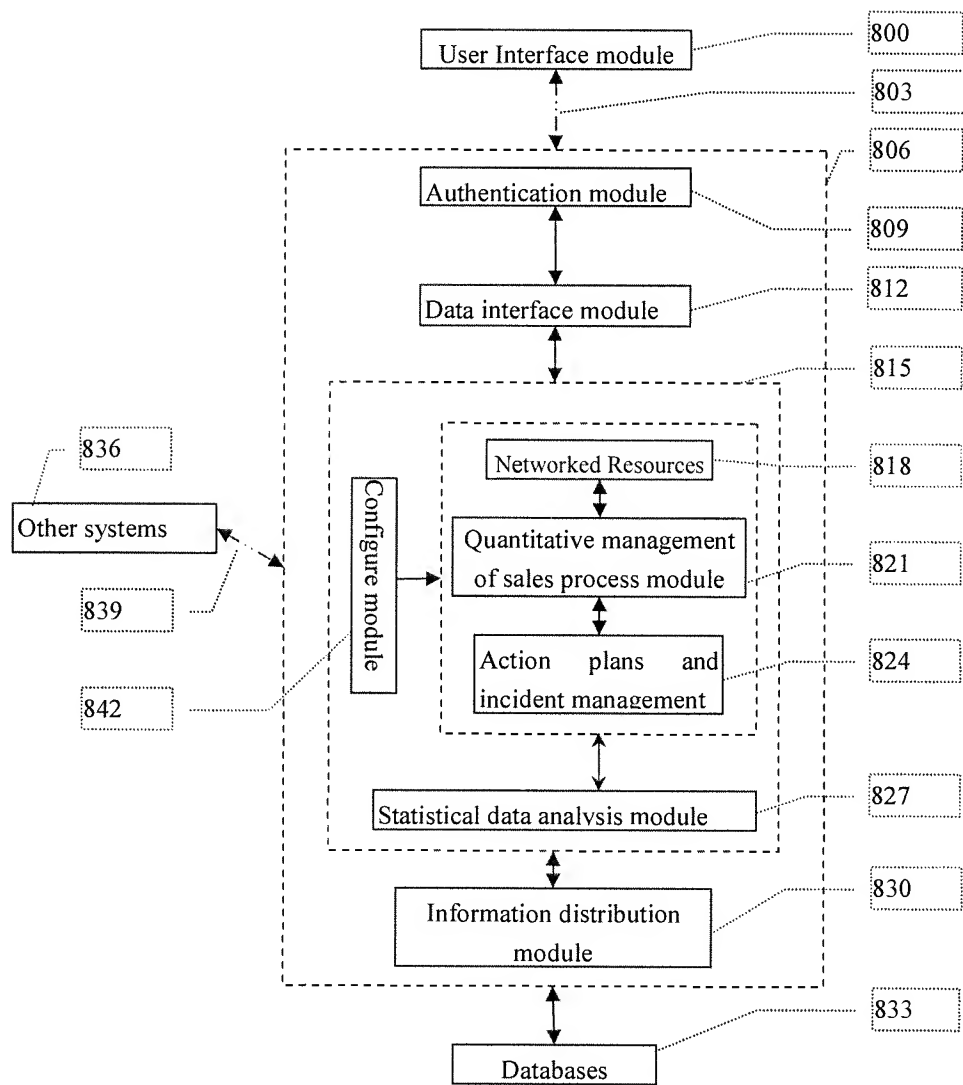 800
User Interface module
803
806
Authentication module
809
812
Data interface module
815
836
Networked Resources
818
Other systems
Configure module
Quantitative management
of sales process module
821
839
Action plans and
incident management
824
842
827
Statistical data analysis module
830
Information distribution
module
833
Databases